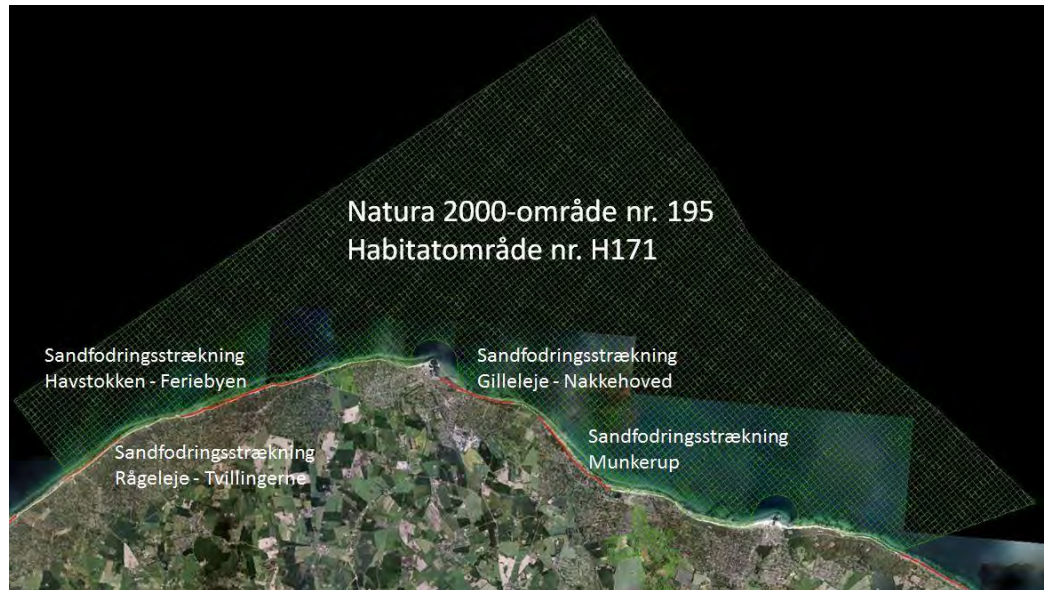 Natura 2000-område nr. 195
Habitatområde nr. H171
Sandfodringsstrækning
Havstokken - Feriebyen
Sandfodringsstrækning
Gilleleje - Nakkehoved
Sandfodringsstrækning
Munkerup
Sandfodringsstrækning
Rågeleje - Tvillingerne